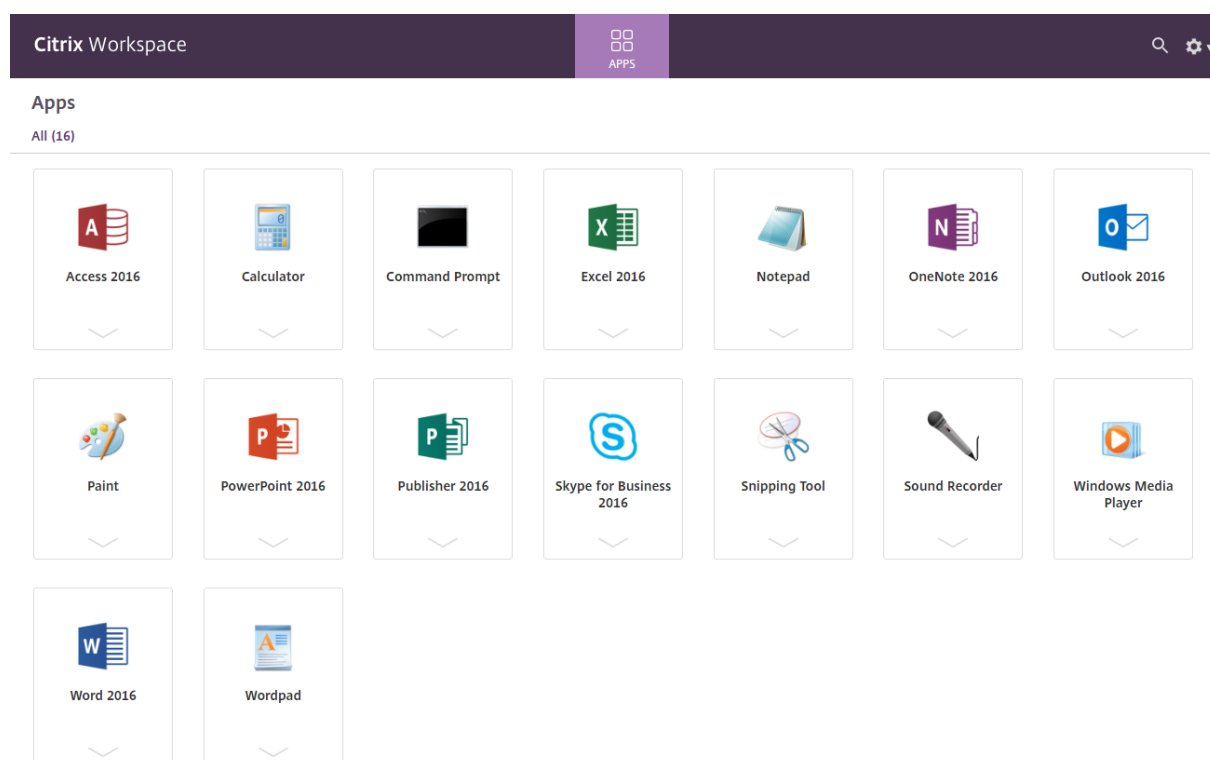 Citrix Workspace
APPS
Apps
All (16)
Access 2016
Calculator
Command Prompt
Excel 2016
Notepad
OneNote 2016
Outlook 2016
Paint
PowerPoint 2016
Publisher 2016
Skype for Business
2016
Snipping Tool
Sound Recorder
Windows Media
Player
Word 2016
Wordpad